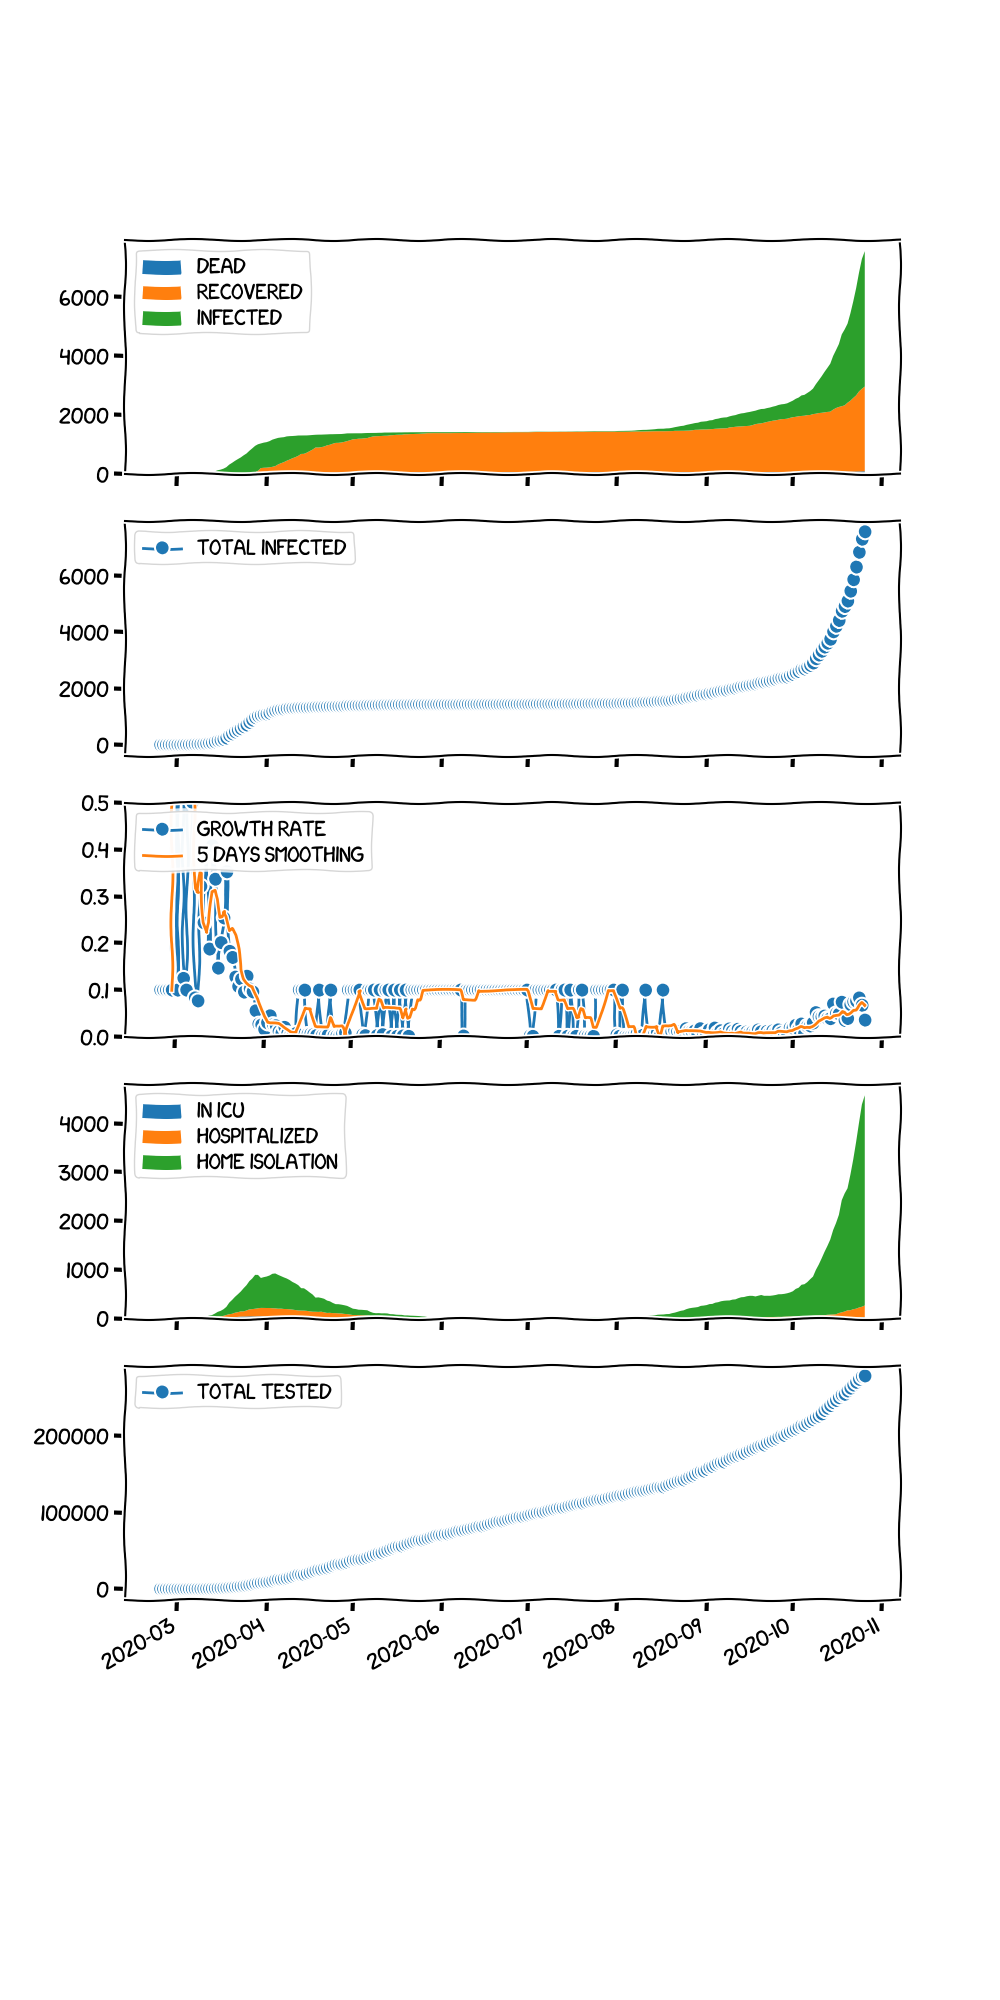 DEAD
RECOVERED
INFECTED
6000
4000
2000
0
TOTAL INFECTED
6000
4000
2000
0
0.5
0.4
0.3
0.2
0.1
0.0
GROWTH RATE
5 DAYS SMOOTHING
IN ICU
HOSPITALIZED
HOME ISOLATION
4000
3000
2000
1000
0
TOTAL TESTED
200000
100000
0
2020-03 2020-04 2020-05 2020-06 2020-07 2020-08 2020-09 2020-10 2020-11